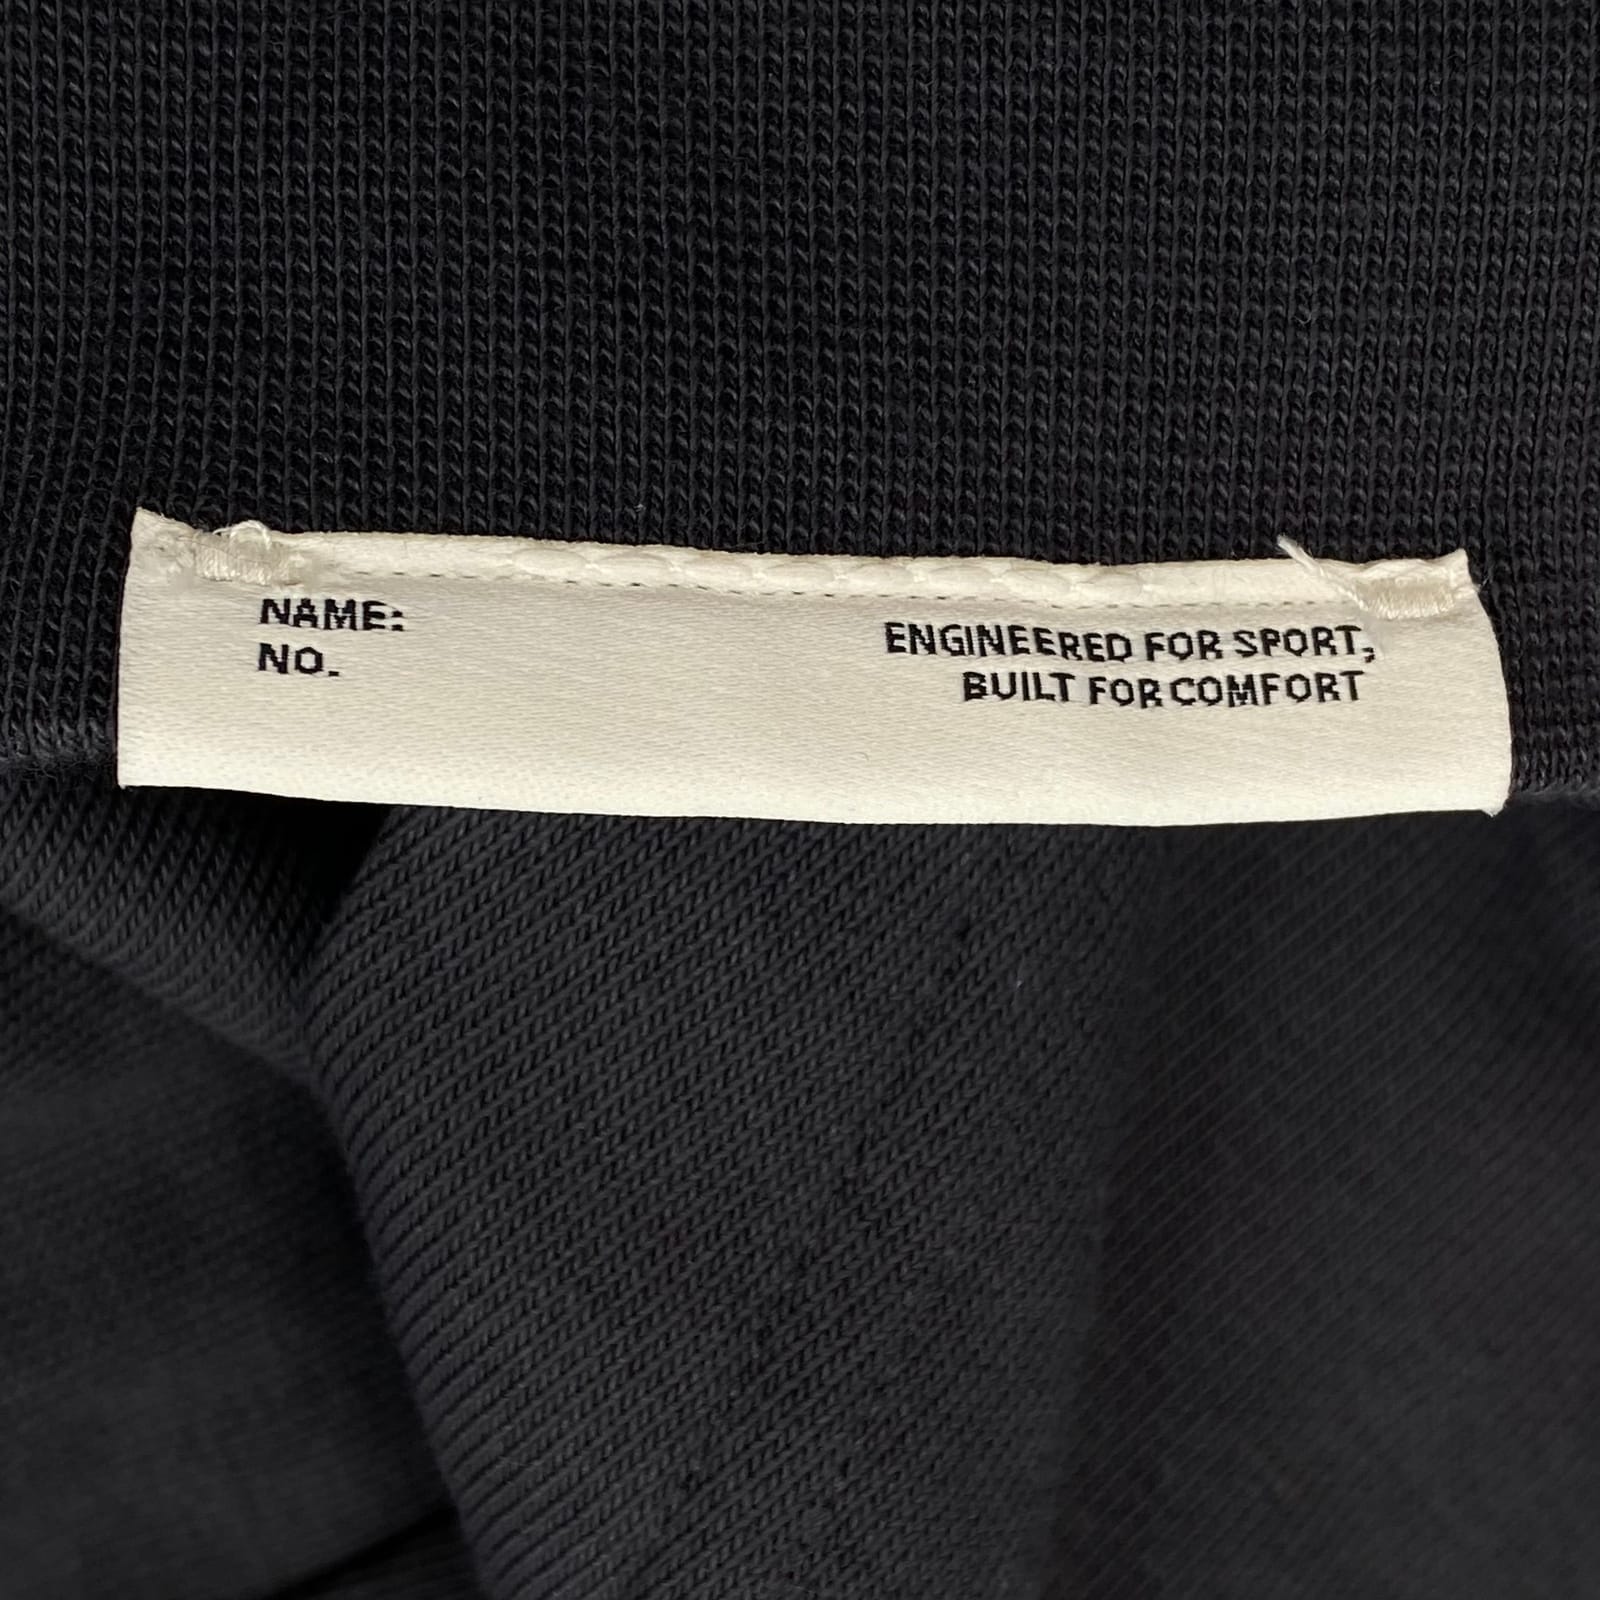 NAME:
NO.
ENGINEERED FOR SPORT,
BUILT FOR COMFORT